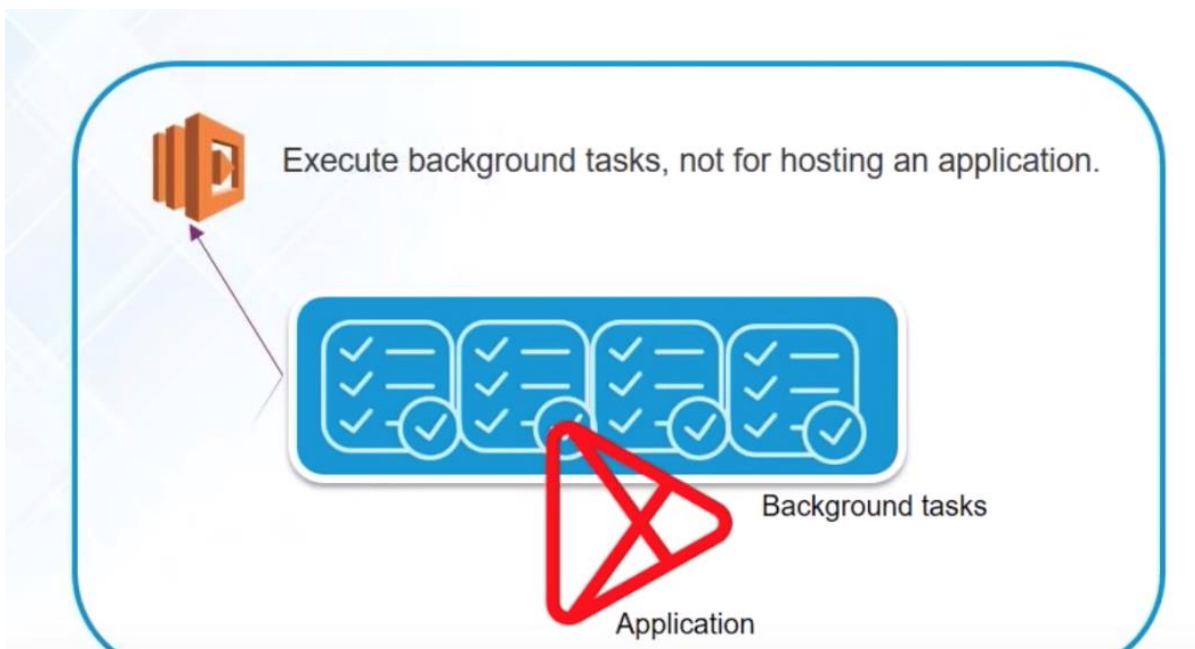 Execute background tasks, not for hosting an application.
Background tasks
Application